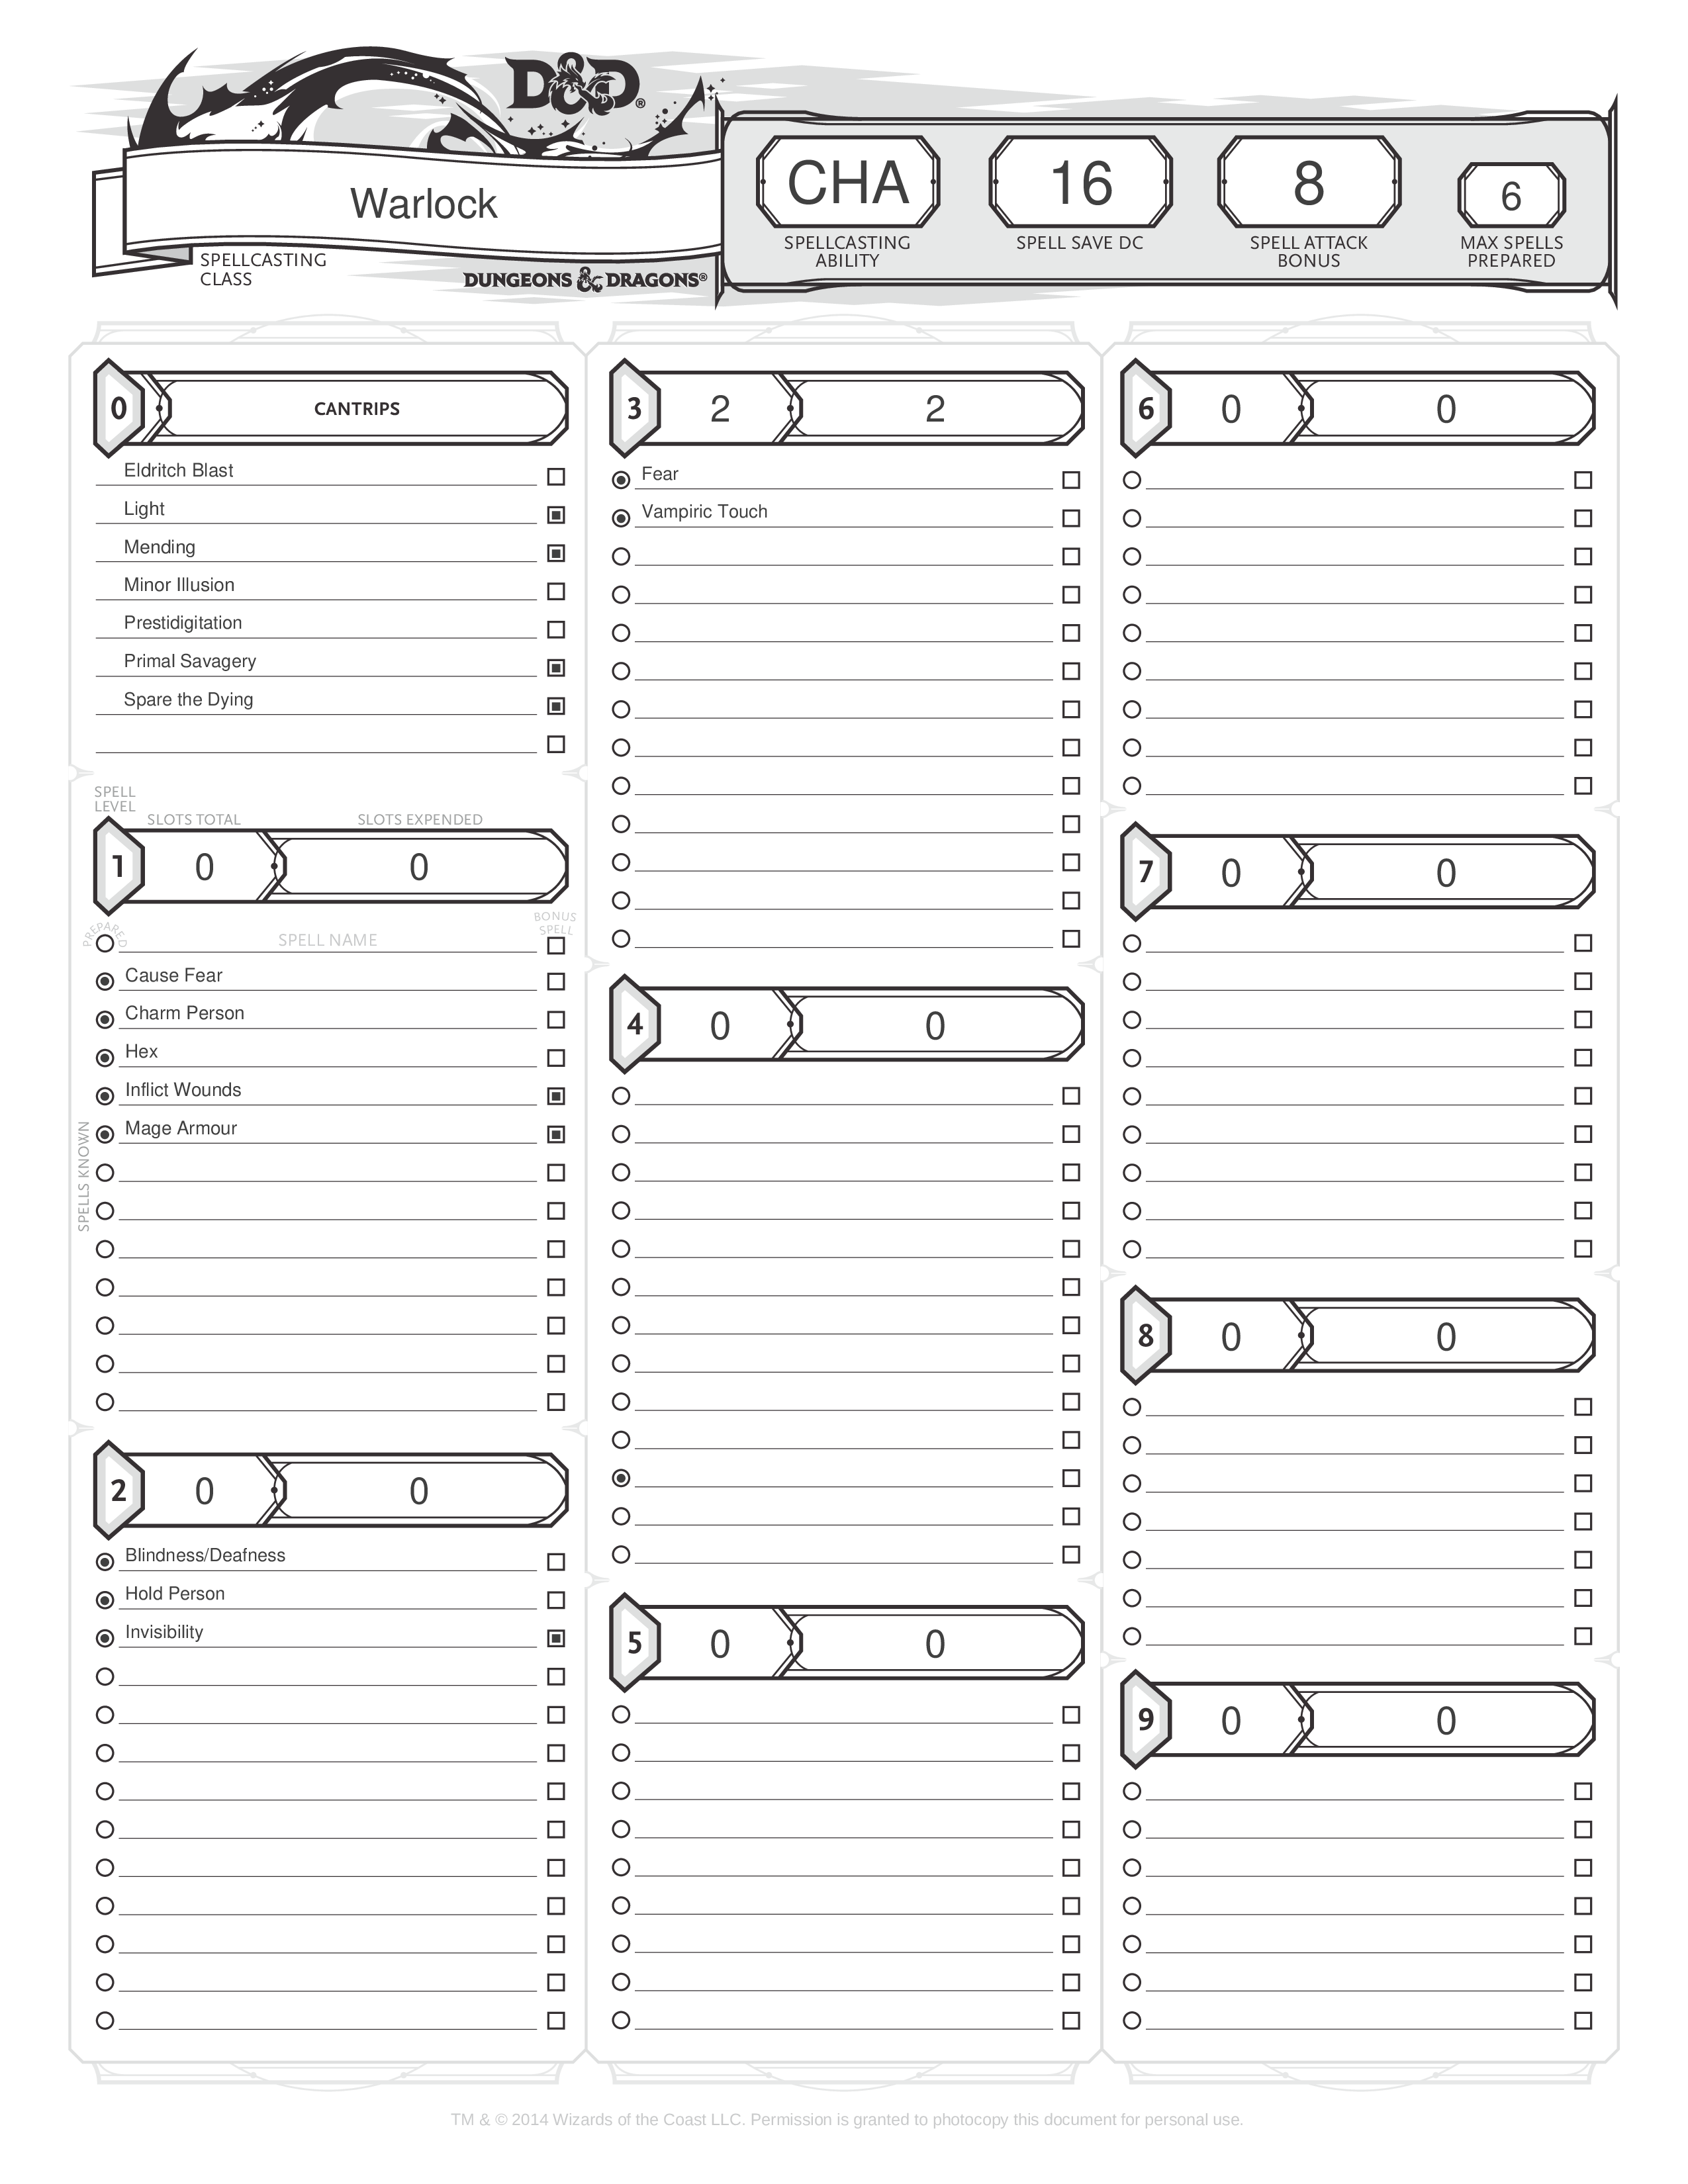 D&D®
Warlock
SPELLCASTING
CLASS
DUNGEONS & DRAGONS®
CHA
SPELLCASTING
ABILITY
16
SPELL SAVE DC
8
SPELL ATTACK
BONUS
6
MAX SPELLS
PREPARED
0
CANTRIPS
Eldritch Blast
Light
Mending
Minor Illusion
Prestidigitation
Primal Savagery
Spare the Dying
SPELL
LEVEL
SLOTS TOTAL
SLOTS EXPENDED
1 0 0
PREPARED
SPELL NAME
BONUS
SPELL
SPELLS KNOWN
Cause Fear
Charm Person
Hex
Inflict Wounds
Mage Armour
2 0 0
Blindness/Deafness
Hold Person
Invisibility
3 2 2
Fear
Vampiric Touch
4 0 0
5 0 0
6 0 0
7 0 0
8 0 0
9 0 0
TM & © 2014 Wizards of the Coast LLC. Permission is granted to photocopy this document for personal use.